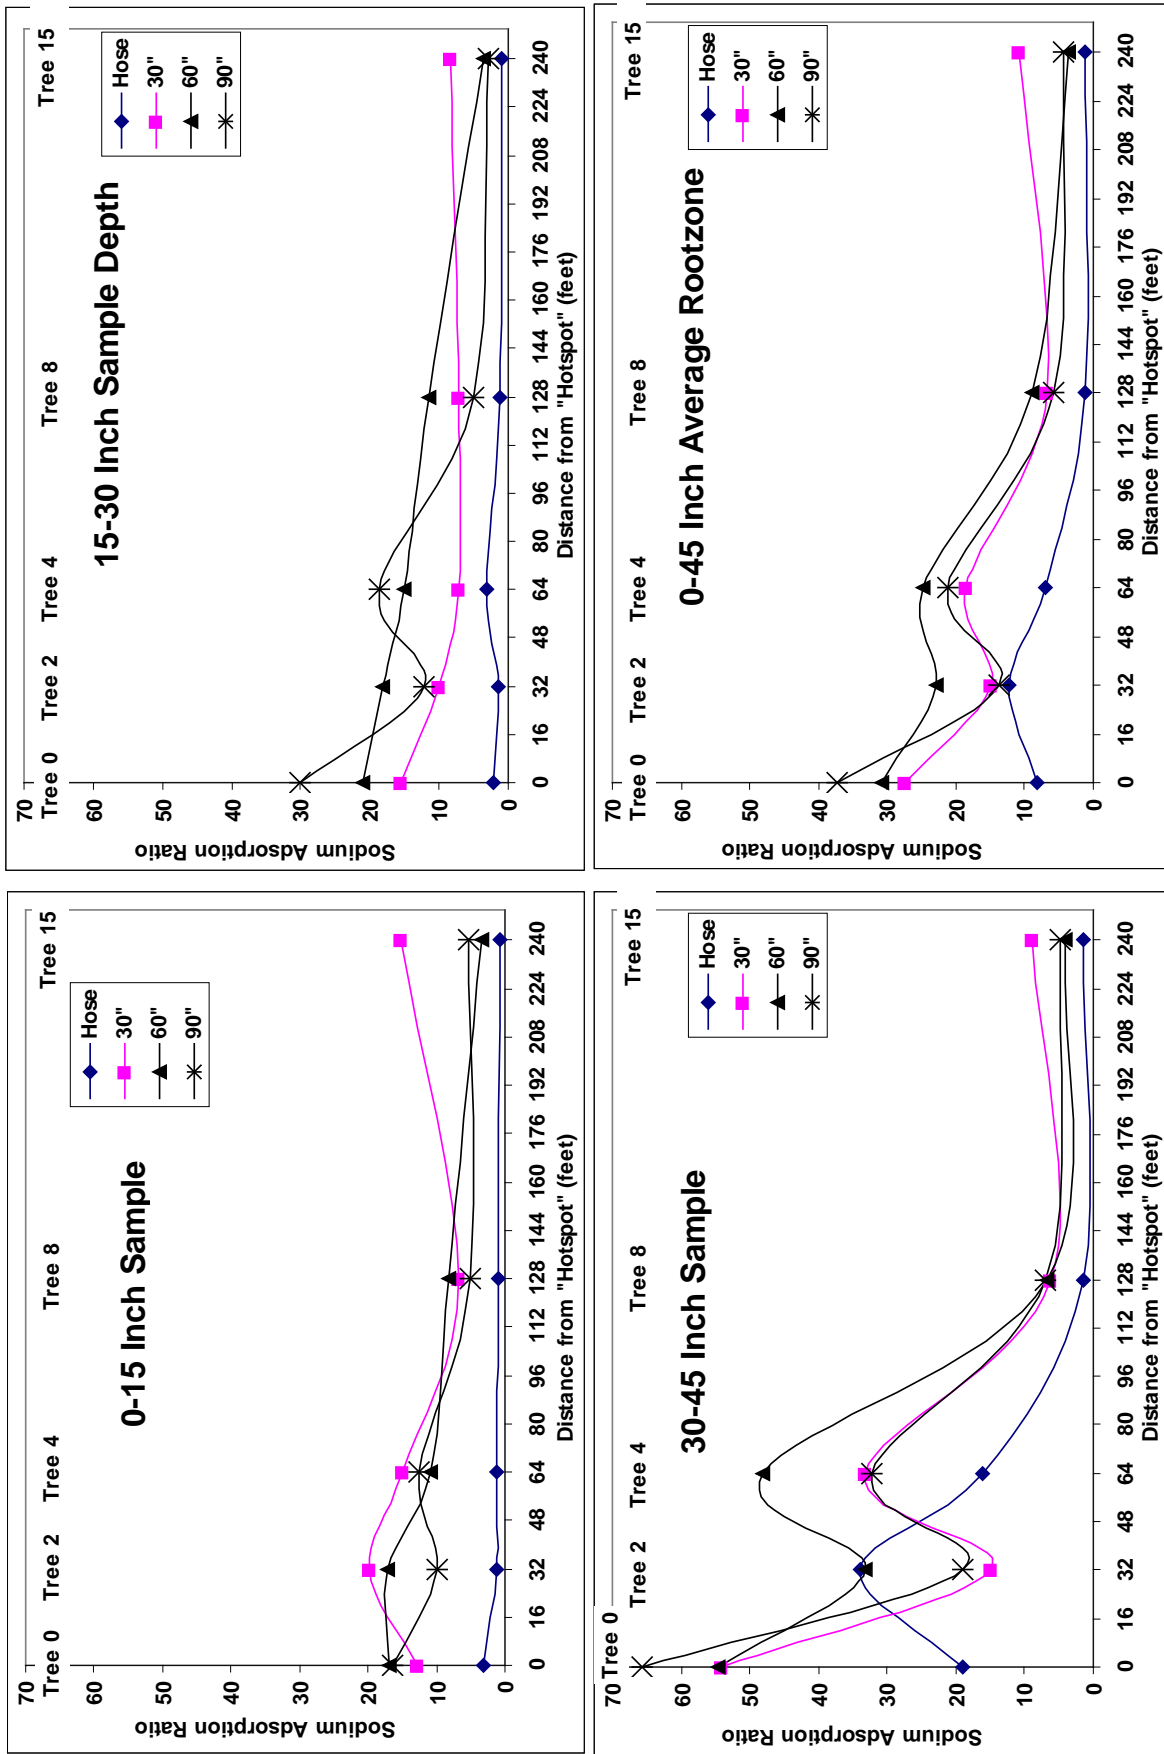 0-15 Inch Sample
Tree 0 Tree 2 Tree 4 Tree 8 Tree 15
Hose
30"
60"
90"
Sodium Adsorption Ratio
70
60
50
40
30
20
10
0
0 16 32 48 64 80 96 112 128 144 160 176 192 208 224 240
Distance from "Hotspot" (feet)
15-30 Inch Sample Depth
Tree 0 Tree 2 Tree 4 Tree 8 Tree 15
Hose
30"
60"
90"
Sodium Adsorption Ratio
70
60
50
40
30
20
10
0
0 16 32 48 64 80 96 112 128 144 160 176 192 208 224 240
Distance from "Hotspot" (feet)
30-45 Inch Sample
Tree 0 Tree 2 Tree 4 Tree 8 Tree 15
Hose
30"
60"
90"
Sodium Adsorption Ratio
70
60
50
40
30
20
10
0
0 16 32 48 64 80 96 112 128 144 160 176 192 208 224 240
Distance from "Hotspot" (feet)
0-45 Inch Average Rootzone
Tree 0 Tree 2 Tree 4 Tree 8 Tree 15
Hose
30"
60"
90"
Sodium Adsorption Ratio
70
60
50
40
30
20
10
0
0 16 32 48 64 80 96 112 128 144 160 176 192 208 224 240
Distance from "Hotspot" (feet)